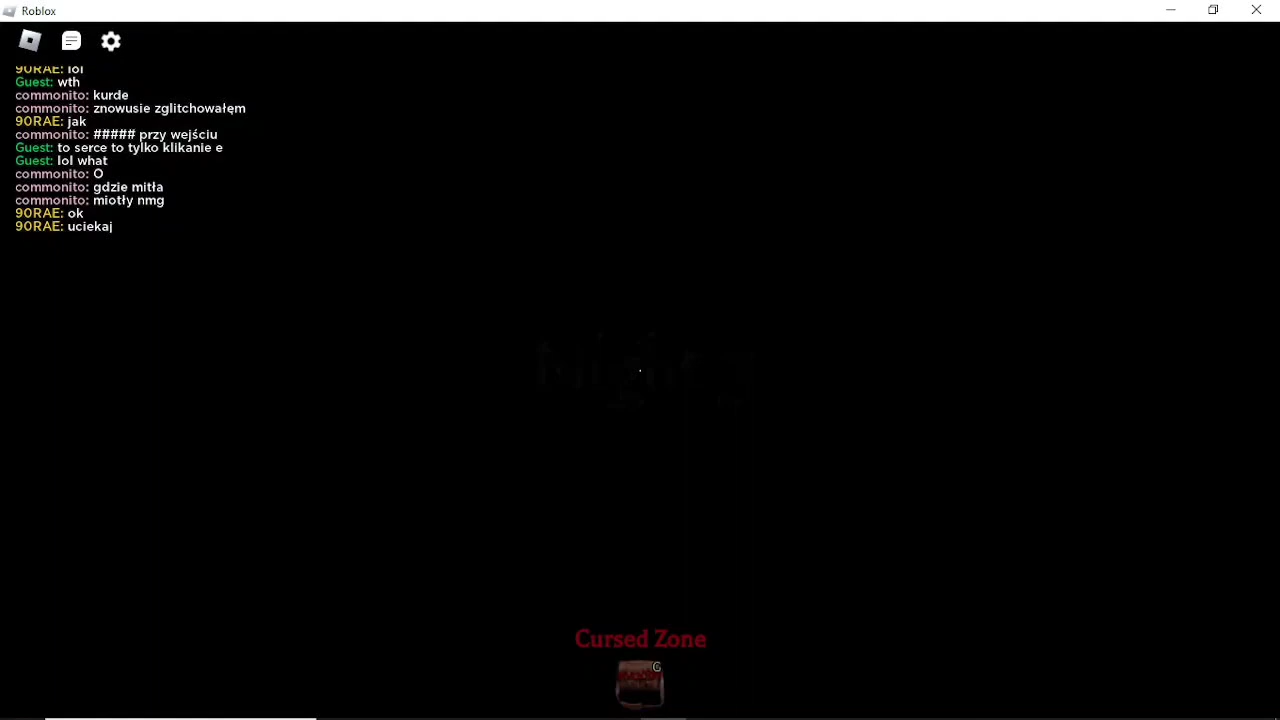 Roblox
90RAE: lol
Guest: wth
commonito: kurde
commonito: znowusie zglitchowałęm
90RAE: jak
commonito: ##### przy wejściu
Guest: to serce to tylko klikanie e
Guest: lol what
commonito: O
commonito: gdzie mitła
commonito: miotły nmg
90RAE: ok
90RAE: uciekaj
Cursed Zone
G